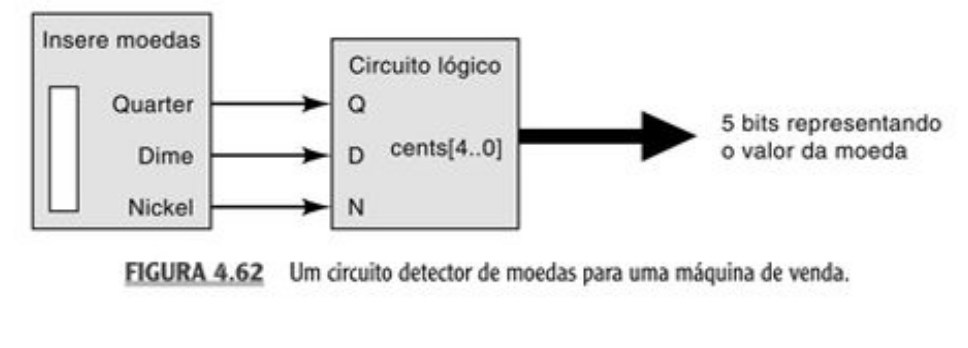 Insere moedas
Quarter
Dime
Nickel
Circuito lógico
Q
D
N
cents[4..0]
5 bits representando
o valor da moeda
FIGURA 4.62 Um circuito detector de moedas para uma máquina de venda.